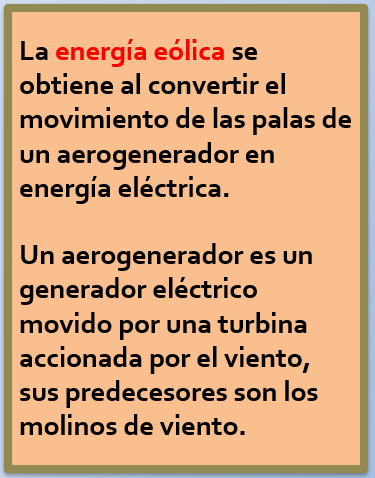 La energía eólica se
obtiene al convertir el
movimiento de las palas de
un aerogenerador en
energía eléctrica.
Un aerogenerador es un
generador eléctrico
movido por una turbina
accionada por el viento,
sus predecesores son los
molinos de viento.